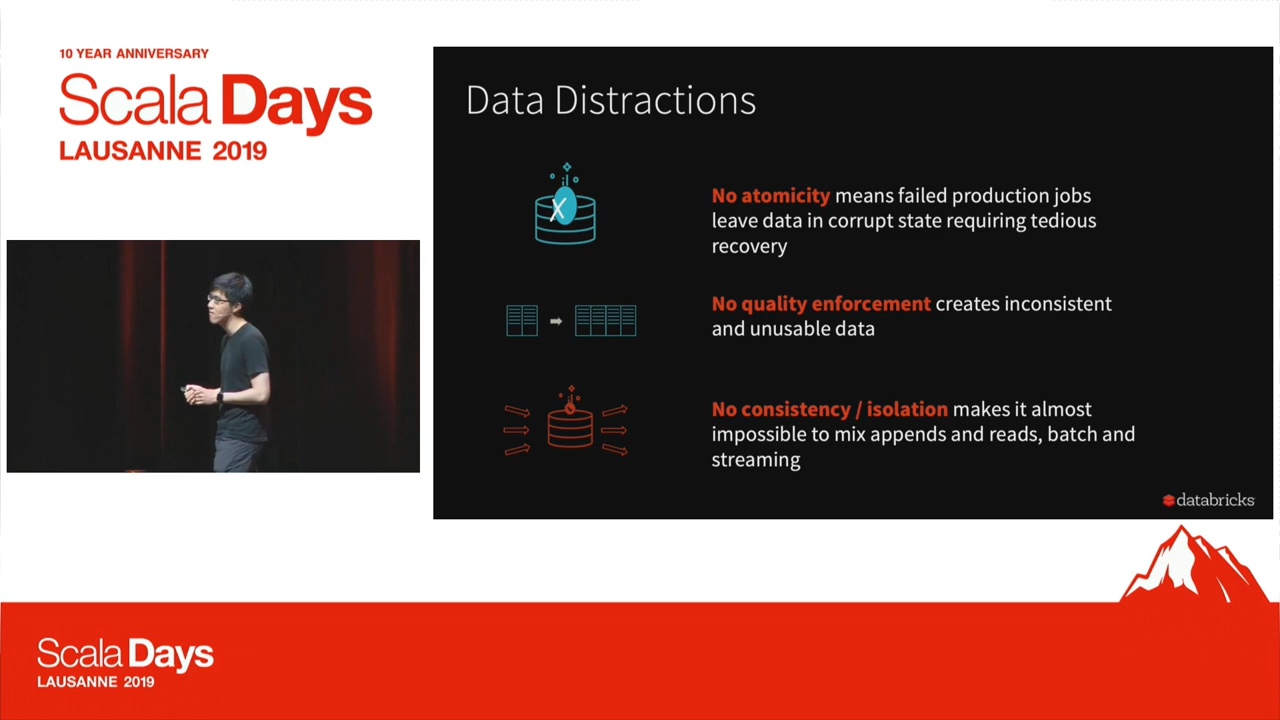 10 YEAR ANNIVERSARY
Scala Days
LAUSANNE 2019
Data Distractions
No atomicity means failed production jobs
leave data in corrupt state requiring tedious
recovery
No quality enforcement creates inconsistent
and unusable data
No consistency / isolation makes it almost
impossible to mix appends and reads, batch and
streaming
databricks
Scala Days
LAUSANNE 2019